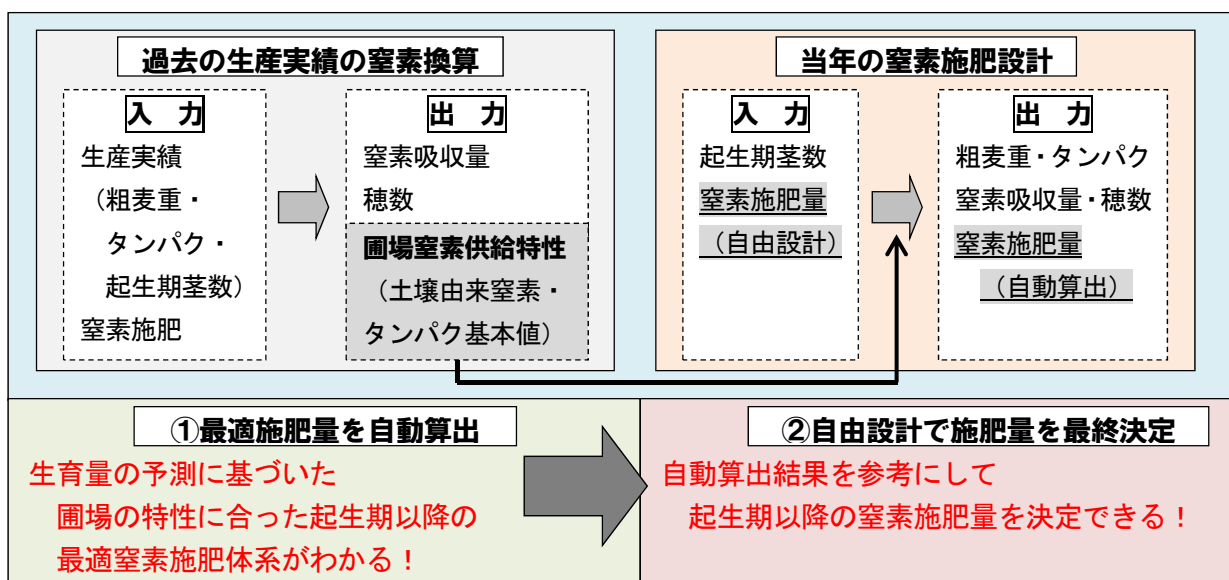 過去の生産実績の窒素換算
入 力
生産実績
（粗麦重・
タンパク・
起生期茎数）
窒素施肥
出 力
窒素吸収量
穂数
圃場窒素供給特性
（土壌由来窒素・
タンパク基本値）
当年の窒素施肥設計
入 力
起生期茎数
窒素施肥量
（自由設計）
出 力
粗麦重・タンパク
窒素吸収量・穂数
窒素施肥量
（自動算出）
①最適施肥量を自動算出
生育量の予測に基づいた
圃場の特性に合った起生期以降の
最適窒素施肥体系がわかる！
②自由設計で施肥量を最終決定
自動算出結果を参考にして
起生期以降の窒素施肥量を決定できる！